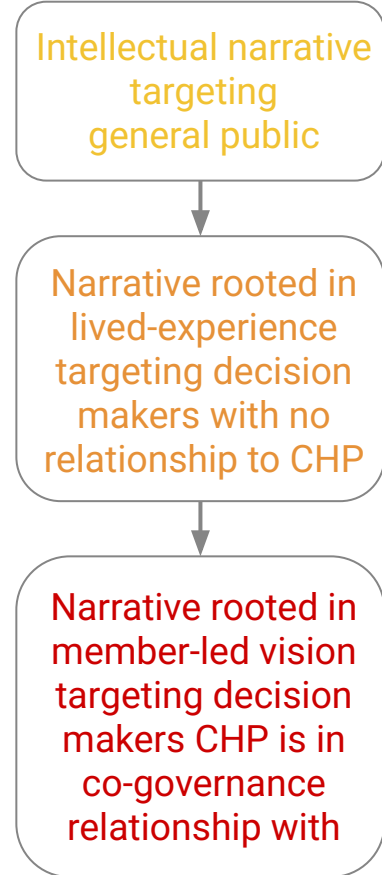 Intellectual narrative
targeting
general public
Narrative rooted in
lived-experience
targeting decision
makers with no
relationship to CHP
Narrative rooted in
member-led vision
targeting decision
makers CHP is in
co-governance
relationship with